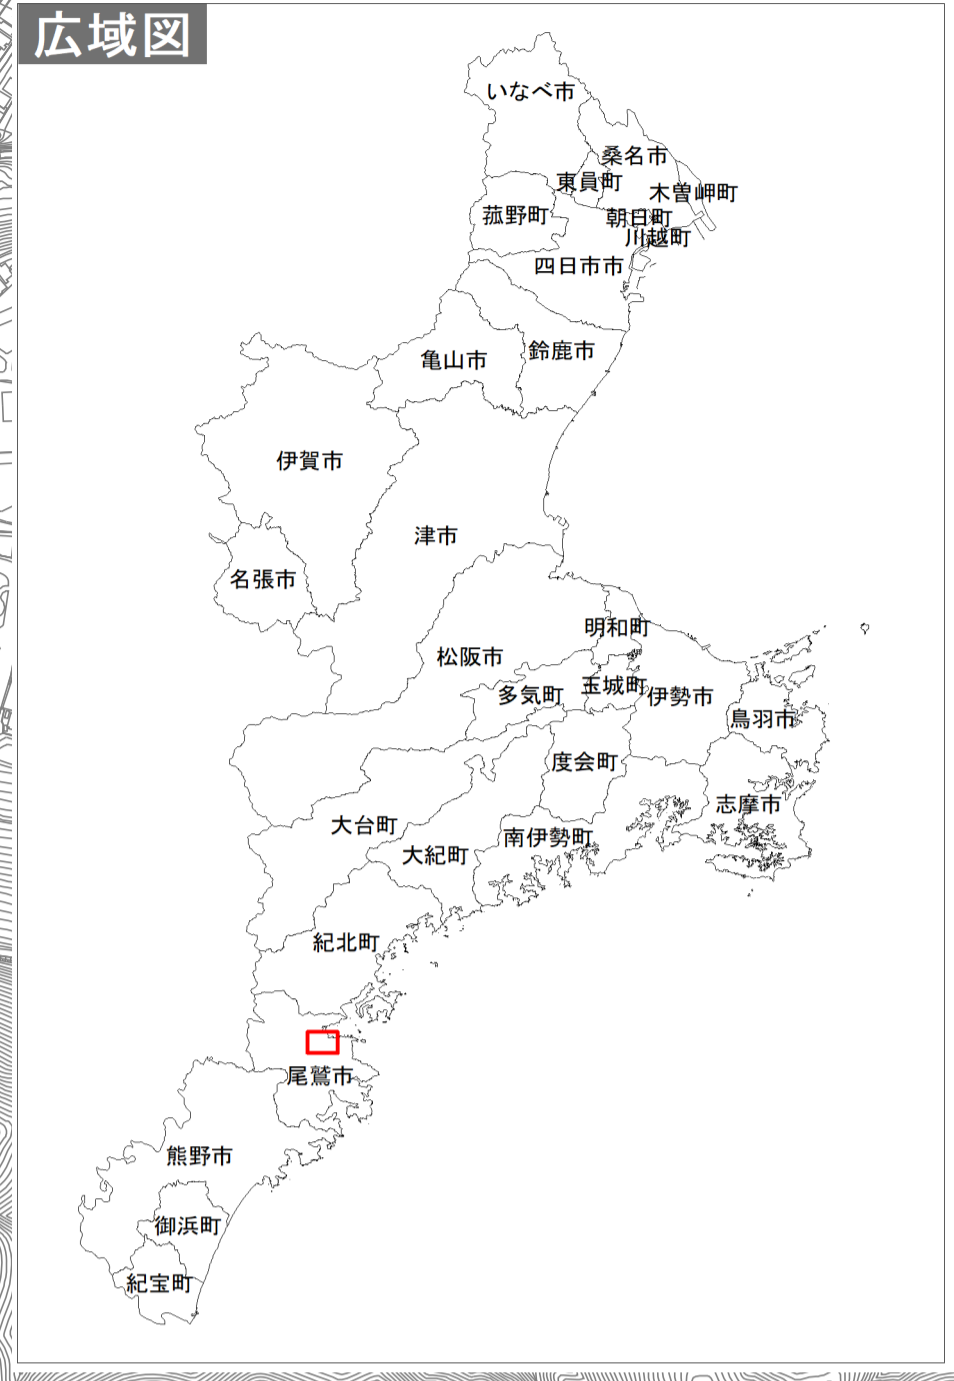 広域図
いなべ市
桑名市
東員町
木曽岬町
菰野町
朝日町
川越町
四日市市
鈴鹿市
亀山市
伊賀市
津市
名張市
明和町
松阪市
玉城町
多気町
伊勢市
鳥羽市
度会町
志摩市
大台町
南伊勢町
大紀町
紀北町
尾鷲市
熊野市
御浜町
紀宝町